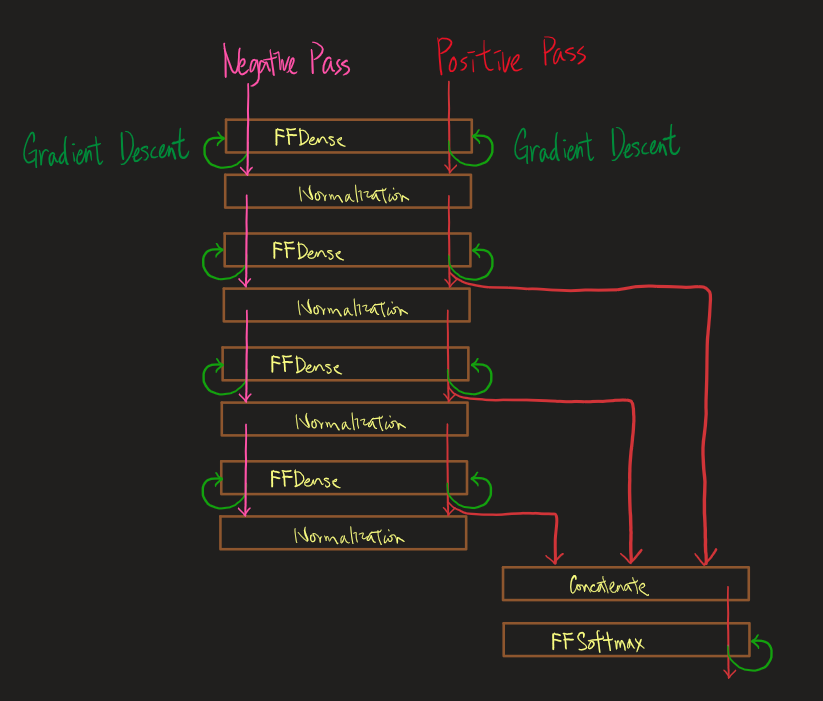 Negative Pass
Positive Pass
Gradient Descent
FFDense
Gradient Descent
Normalization
FFDense
Normalization
FFDense
Normalization
FFDense
Normalization
Concatenate
FFSoftmax